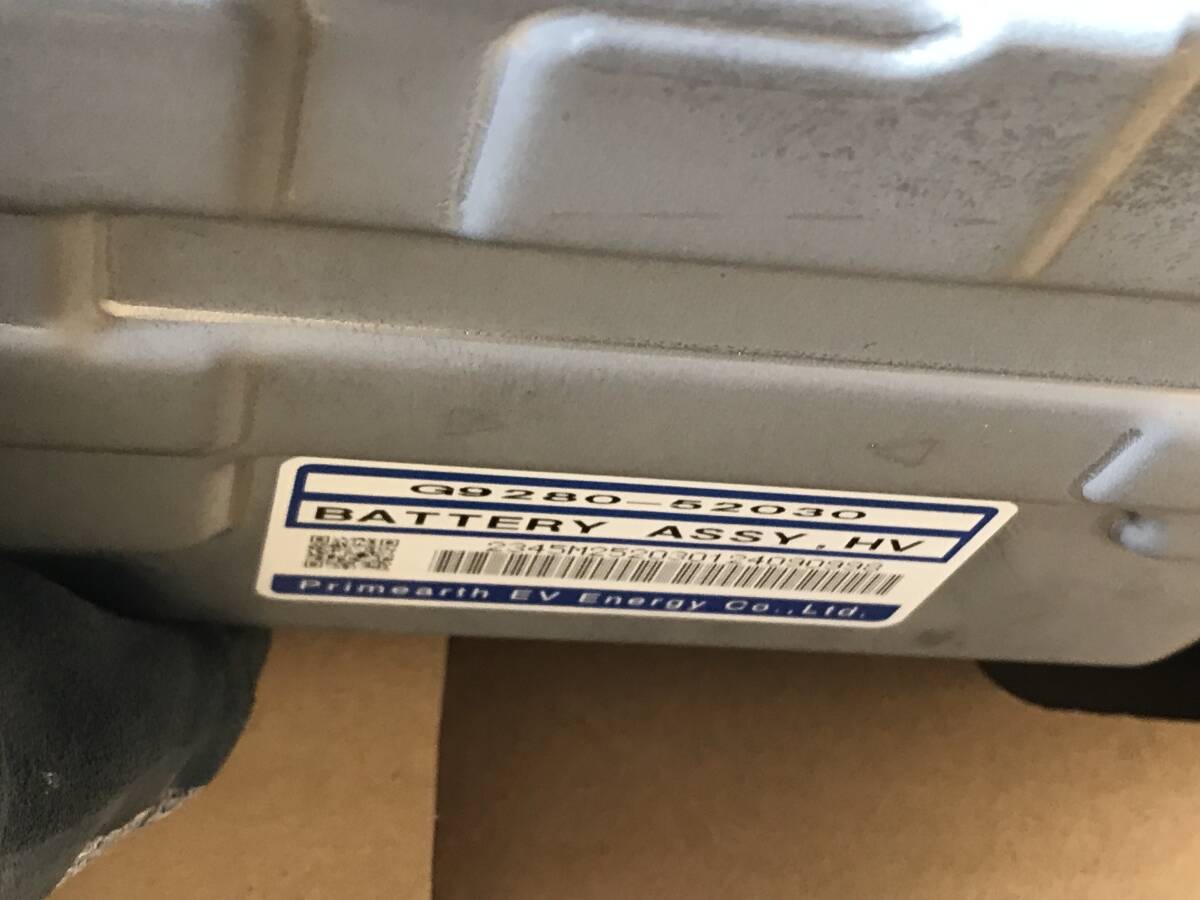 G9280-52030
BATTERY ASSY, HV
Primearth EV Energy Co.,Ltd.